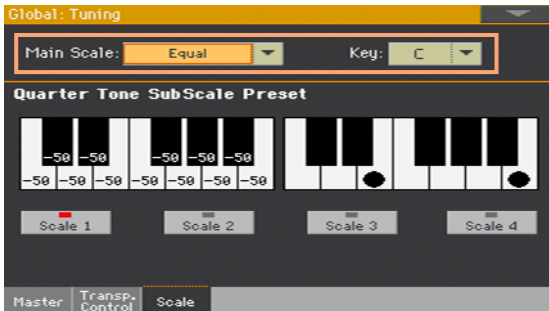 Global: Tuning
Main Scale: Equal Key: C
Quarter Tone SubScale Preset
-50 -50 -50 -50 -50
-50 -50 -50 -50 -50 -50 -50
Scale 1 Scale 2 Scale 3 Scale 4
Master Transp. Control Scale